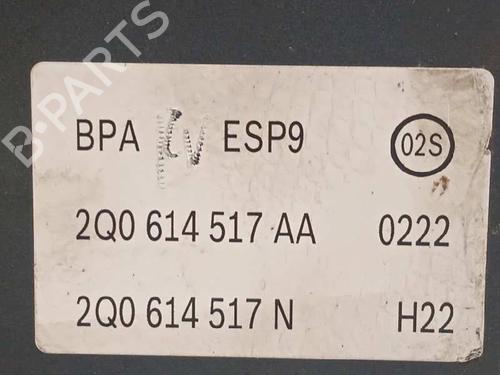 B-PARTS
BPA ESP9 02S
2Q0 614 517 AA 0222
2Q0 614 517 N H22